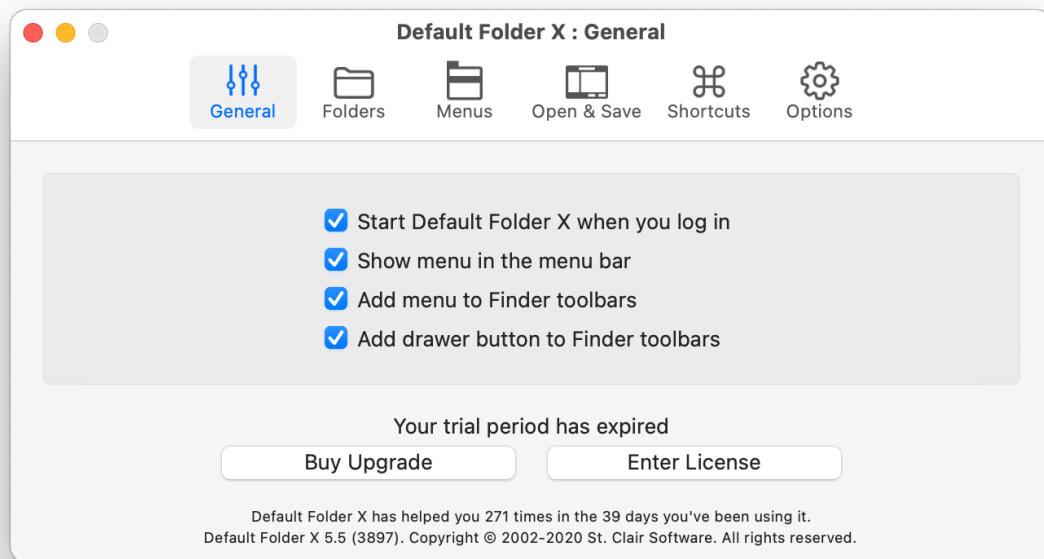 Default Folder X : General
General
Folders
Menus
Open & Save
Shortcuts
Options
Start Default Folder X when you log in
Show menu in the menu bar
Add menu to Finder toolbars
Add drawer button to Finder toolbars
Your trial period has expired
Buy Upgrade
Enter License
Default Folder X has helped you 271 times in the 39 days you've been using it.
Default Folder X 5.5 (3897). Copyright © 2002-2020 St. Clair Software. All rights reserved.